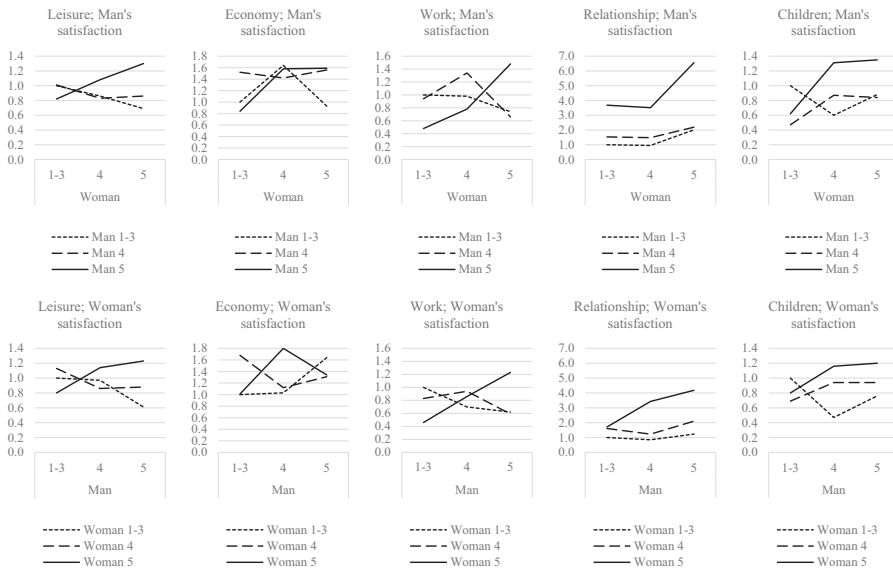 Leisure; Man's
satisfaction
1.4
1.2
1.0
0.8
0.6
0.4
0.2
0.0
1-3 4 5
Woman
Man 1-3
Man 4
Man 5
Economy; Man's
satisfaction
1.8
1.6
1.4
1.2
1.0
0.8
0.6
0.4
0.2
0.0
1-3 4 5
Woman
Man 1-3
Man 4
Man 5
Work; Man's
satisfaction
1.6
1.4
1.2
1.0
0.8
0.6
0.4
0.2
0.0
1-3 4 5
Woman
Man 1-3
Man 4
Man 5
Relationship; Man's
satisfaction
7.0
6.0
5.0
4.0
3.0
2.0
1.0
0.0
1-3 4 5
Woman
Man 1-3
Man 4
Man 5
Children; Man's
satisfaction
1.4
1.2
1.0
0.8
0.6
0.4
0.2
0.0
1-3 4 5
Woman
Man 1-3
Man 4
Man 5
Leisure; Woman's
satisfaction
1.4
1.2
1.0
0.8
0.6
0.4
0.2
0.0
1-3 4 5
Man
Woman 1-3
Woman 4
Woman 5
Economy; Woman's
satisfaction
1.8
1.6
1.4
1.2
1.0
0.8
0.6
0.4
0.2
0.0
1-3 4 5
Man
Woman 1-3
Woman 4
Woman 5
Work; Woman's
satisfaction
1.6
1.4
1.2
1.0
0.8
0.6
0.4
0.2
0.0
1-3 4 5
Man
Woman 1-3
Woman 4
Woman 5
Relationship; Woman's
satisfaction
7.0
6.0
5.0
4.0
3.0
2.0
1.0
0.0
1-3 4 5
Man
Woman 1-3
Woman 4
Woman 5
Children; Woman's
satisfaction
1.4
1.2
1.0
0.8
0.6
0.4
0.2
0.0
1-3 4 5
Man
Woman 1-3
Woman 4
Woman 5